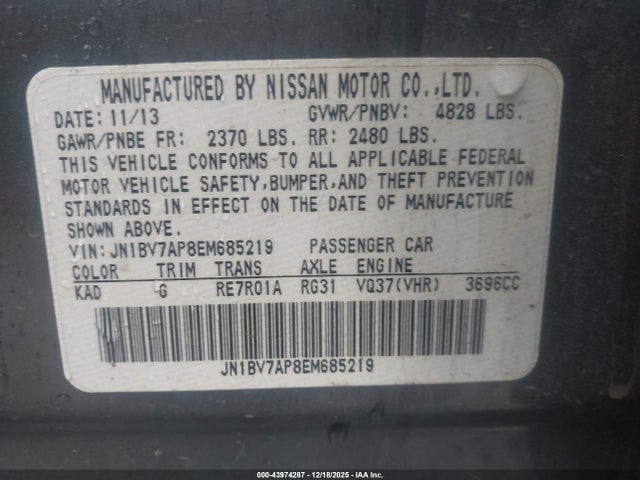 MANUFACTURED BY NISSAN MOTOR CO.,LTD.
DATE: 11/13 GVWR/PNBV: 4828 LBS.
GAWR/PNBE FR: 2370 LBS. RR: 2480 LBS.
THIS VEHICLE CONFORMS TO ALL APPLICABLE FEDERAL
MOTOR VEHICLE SAFETY,BUMPER,AND THEFT PREVENTION
STANDARDS IN EFFECT ON THE DATE OF MANUFACTURE
SHOWN ABOVE.
VIN:JN1BV7AP8EM685219 PASSENGER CAR
COLOR TRIM TRANS AXLE ENGINE
KAD G RE7R01A RG31 VQ37(VHR) 3696CC
JN1BV7AP8EM685219
000-43974287 - 12/18/2025 - IAA Inc.